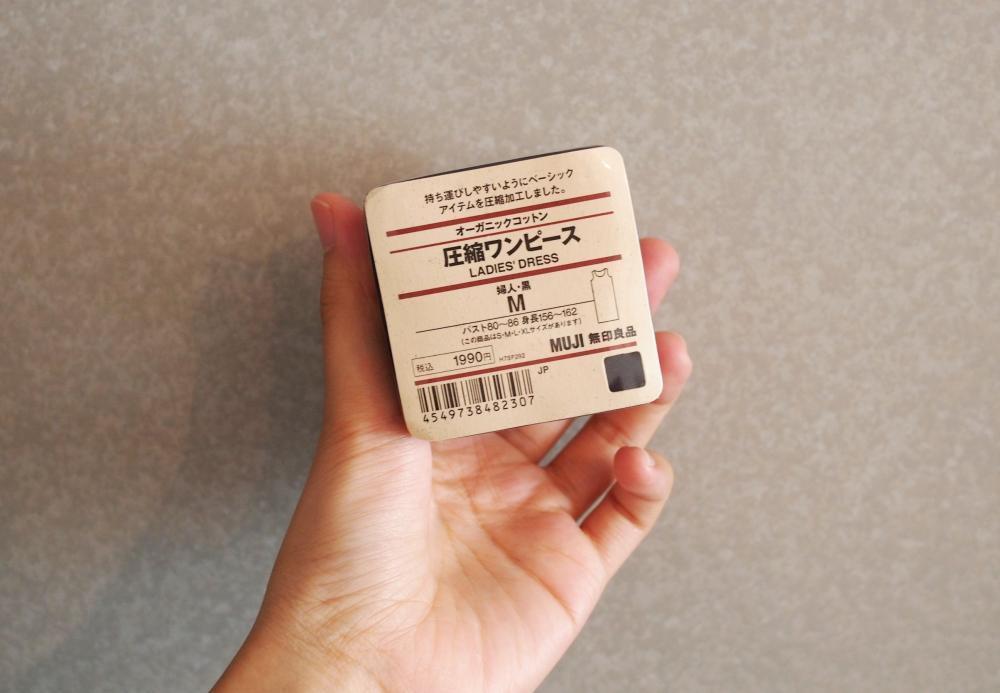 持ち運びしやすいようにベーシック
アイテムを圧縮加工しました。
オーガニックコットン
圧縮ワンピース
LADIES' DRESS
婦人・黒
M
バスト80〜86 身長156〜162
(この商品はS・M・L・XLサイズがあります)
MUJI 無印良品
税込 1990円 H7SP292
JP
4549738482307